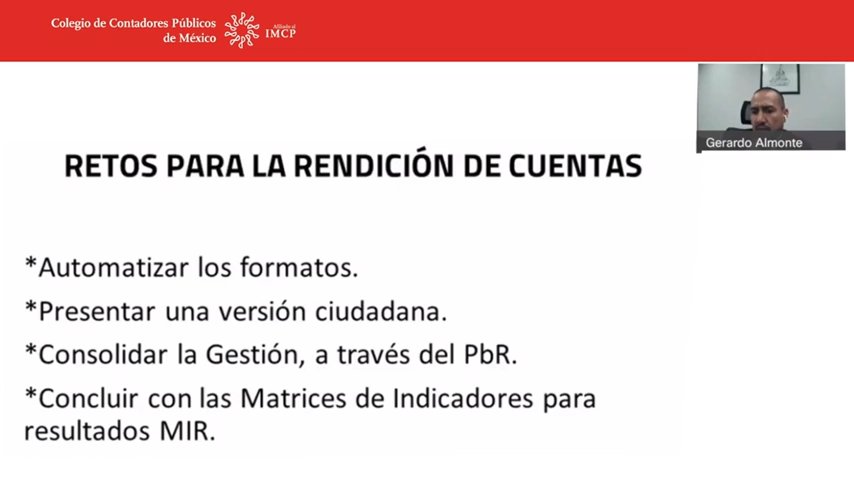 Colegio de Contadores Públicos
de México
Afiliado al
IMCP
Gerardo Almonte
RETOS PARA LA RENDICIÓN DE CUENTAS
*Automatizar los formatos.
*Presentar una versión ciudadana.
*Consolidar la Gestión, a través del PbR.
*Concluir con las Matrices de Indicadores para
resultados MIR.